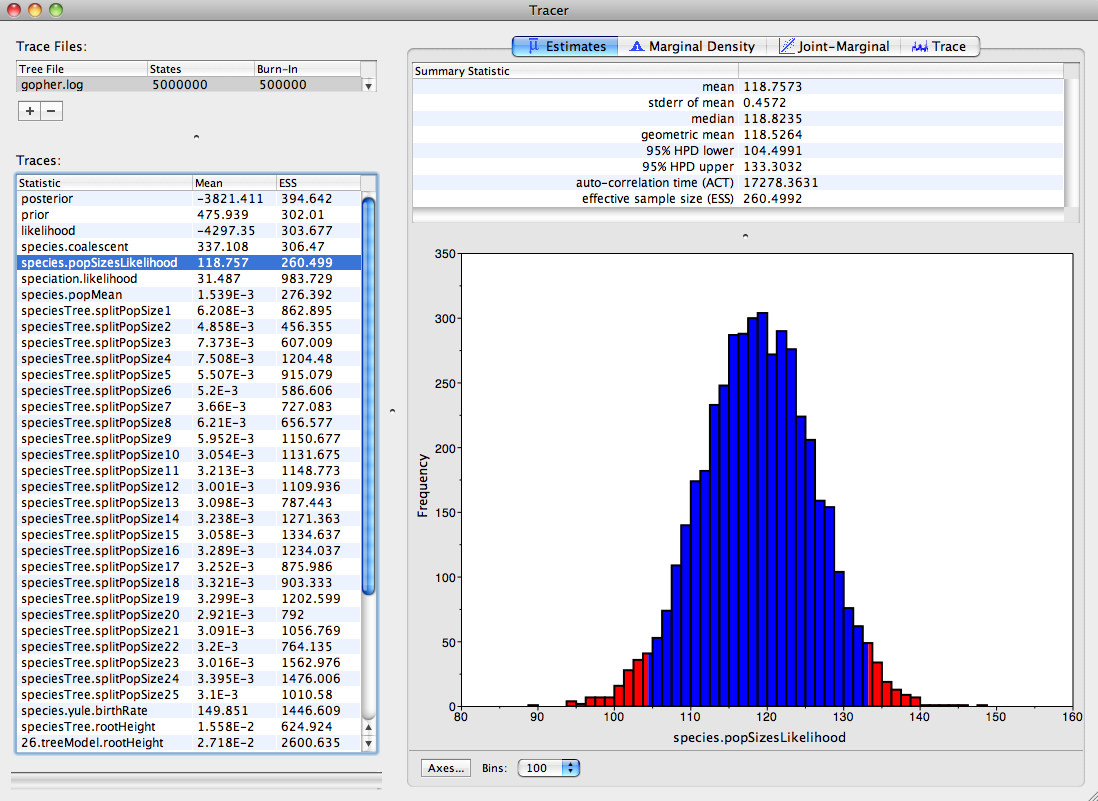 Tracer
Trace Files:
Tree File States Burn-In
gopher.log 5000000 500000
+ −
Traces:
Statistic Mean ESS
posterior -3821.411 394.642
prior 475.939 302.01
likelihood -4297.35 303.677
species.coalescent 337.108 306.47
species.popSizesLikelihood 118.757 260.499
speciation.likelihood 31.487 983.729
species.popMean 1.539E-3 276.392
speciesTree.splitPopSize1 6.208E-3 862.895
speciesTree.splitPopSize2 4.858E-3 456.355
speciesTree.splitPopSize3 7.373E-3 607.009
speciesTree.splitPopSize4 7.508E-3 1204.48
speciesTree.splitPopSize5 5.507E-3 915.079
speciesTree.splitPopSize6 5.2E-3 586.606
speciesTree.splitPopSize7 3.66E-3 727.083
speciesTree.splitPopSize8 6.21E-3 656.577
speciesTree.splitPopSize9 5.952E-3 1150.677
speciesTree.splitPopSize10 3.054E-3 1131.675
speciesTree.splitPopSize11 3.213E-3 1148.773
speciesTree.splitPopSize12 3.001E-3 1109.936
speciesTree.splitPopSize13 3.098E-3 787.443
speciesTree.splitPopSize14 3.238E-3 1271.363
speciesTree.splitPopSize15 3.058E-3 1334.637
speciesTree.splitPopSize16 3.289E-3 1234.037
speciesTree.splitPopSize17 3.252E-3 875.986
speciesTree.splitPopSize18 3.321E-3 903.333
speciesTree.splitPopSize19 3.299E-3 1202.599
speciesTree.splitPopSize20 2.921E-3 792
speciesTree.splitPopSize21 3.091E-3 1056.769
speciesTree.splitPopSize22 3.2E-3 764.135
speciesTree.splitPopSize23 3.016E-3 1562.976
speciesTree.splitPopSize24 3.395E-3 1476.006
speciesTree.splitPopSize25 3.1E-3 1010.58
species.yule.birthRate 149.851 1446.609
speciesTree.rootHeight 1.558E-2 624.924
26.treeModel.rootHeight 2.718E-2 2600.635
Estimates Marginal Density Joint-Marginal Trace
Summary Statistic
mean 118.7573
stderr of mean 0.4572
median 118.8235
geometric mean 118.5264
95% HPD lower 104.4991
95% HPD upper 133.3032
auto-correlation time (ACT) 17278.3631
effective sample size (ESS) 260.4992
350
300
250
200
150
100
50
0
Frequency
80 90 100 110 120 130 140 150 160
species.popSizesLikelihood
Axes... Bins: 100